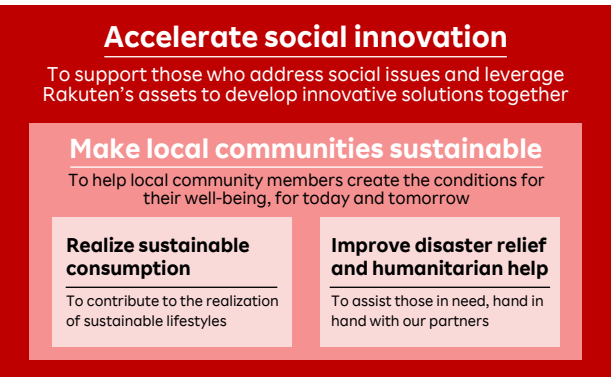 Accelerate social innovation
To support those who address social issues and leverage
Rakuten's assets to develop innovative solutions together
Make local communities sustainable
To help local community members create the conditions for
their well-being, for today and tomorrow
Realize sustainable
consumption
To contribute to the realization
of sustainable lifestyles
Improve disaster relief
and humanitarian help
To assist those in need, hand in
hand with our partners